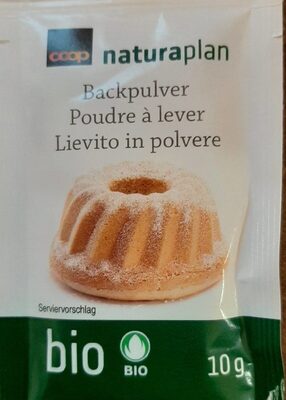 coop naturaplan
Backpulver
Poudre à lever
Lievito in polvere
Serviervorschlag
bio BIO 10 g